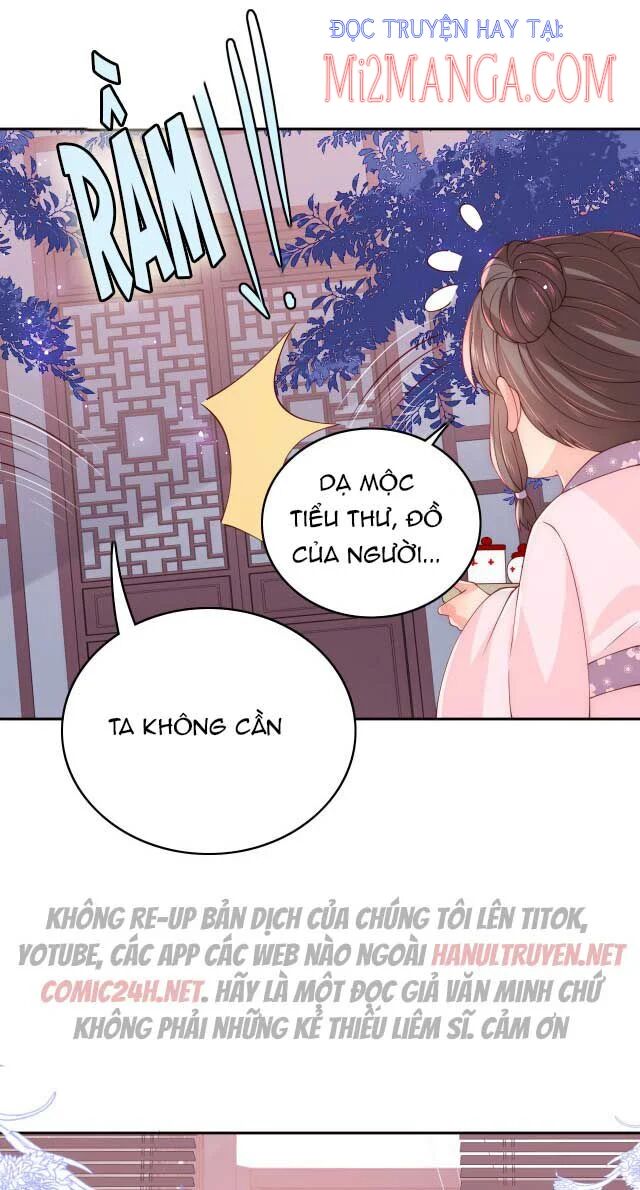 ĐỌC TRUYỆN HAY TẠI:
MI2MANGA.COM
RẦM!!!
DẠ MỘC
TIỂU THƯ, ĐỒ
CỦA NGƯỜI...
TA KHÔNG CẦN
KHÔNG RE-UP BẢN DỊCH CỦA CHÚNG TÔI LÊN TITOK,
YOTUBE, CÁC APP CÁC WEB NÀO NGOÀI HANULTRUYEN.NET
COMIC24H.NET. HÃY LÀ MỘT ĐỌC GIẢ VĂN MINH CHỨ
KHÔNG PHẢI NHỮNG KẺ THIẾU LIÊM SĨ. CẢM ƠN